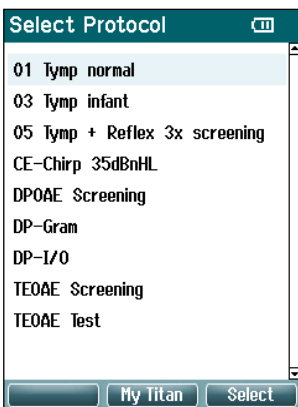 Select Protocol
01 Tymp normal
03 Tymp infant
05 Tymp + Reflex 3x screening
CE-Chirp 35dBnHL
DPOAE Screening
DP-Gram
DP-I/O
TEOAE Screening
TEOAE Test
My Titan
Select